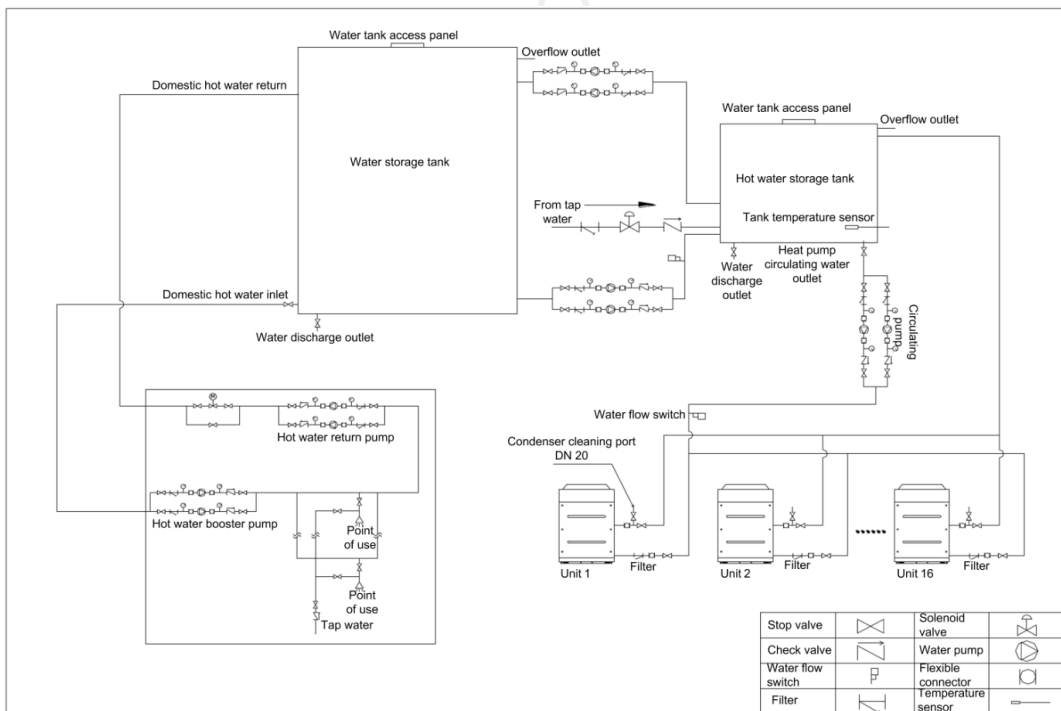 Water tank access panel
Overflow outlet
Domestic hot water return
Water storage tank
Water tank access panel
Overflow outlet
Hot water storage tank
From tap
water
Tank temperature sensor
Water
discharge
outlet
Heat pump
circulating water
outlet
Domestic hot water inlet
Water discharge outlet
Circulating
pump
M
Hot water return pump
Water flow switch
Condenser cleaning port
DN 20
Hot water booster pump
Point
of use
Point
of use
Tap water
Unit 1
Filter
Unit 2
Filter
Unit 16
Filter
Stop valve
Solenoid
valve
Check valve
Water pump
Water flow
switch
Flexible
connector
Filter
Temperature
sensor